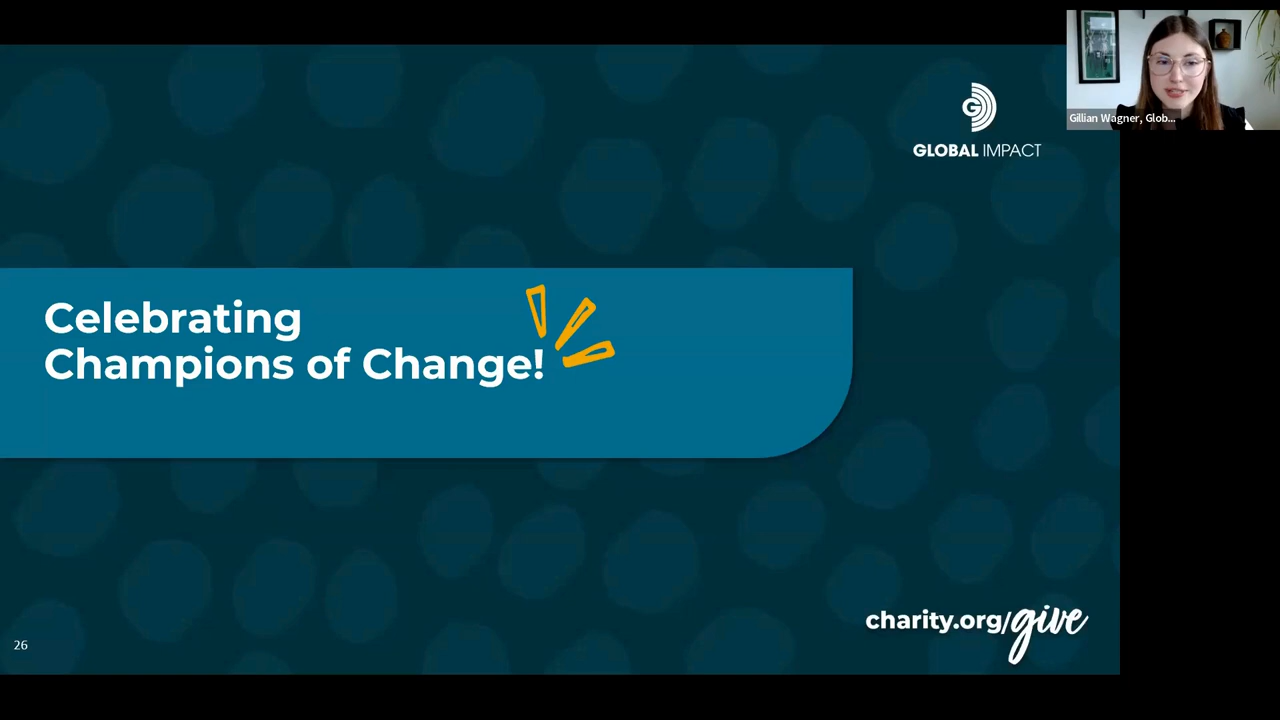 Gillian Wagner, Glob...
G
GLOBAL IMPACT
Celebrating
Champions of Change!
charity.org/give
26